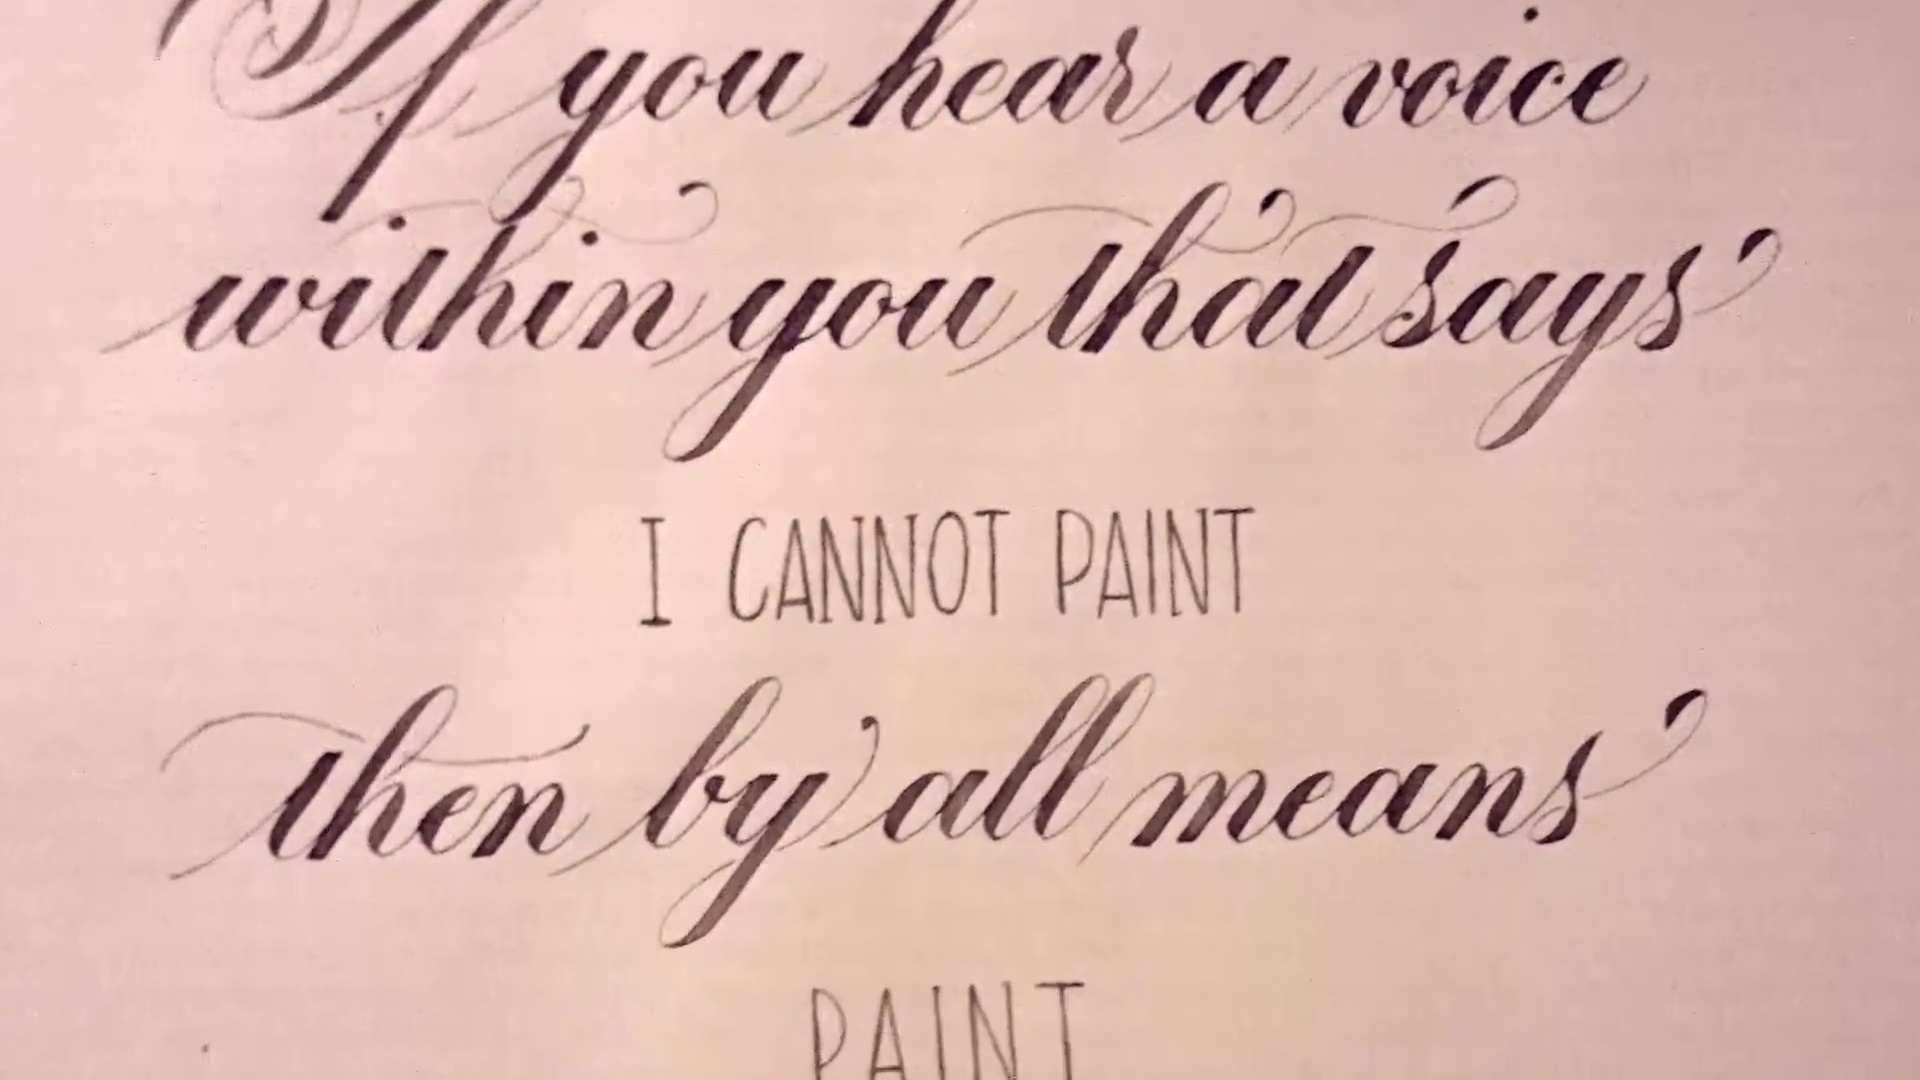 If you hear a voice
within you that says
I CANNOT PAINT
then by all means
PAINT